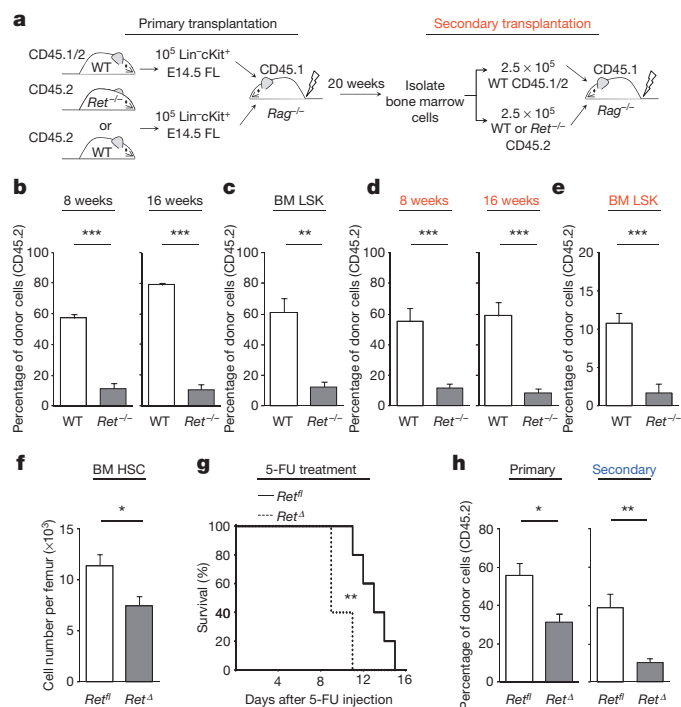 a
Primary transplantation
Secondary transplantation
CD45.1/2
WT
10⁵ Lin⁻cKit⁺
E14.5 FL
CD45.2
Ret⁻/⁻
or
CD45.2
WT
10⁵ Lin⁻cKit⁺
E14.5 FL
CD45.1
Rag⁻/⁻
20 weeks
Isolate
bone marrow
cells
2.5 × 10⁵
WT CD45.1/2
2.5 × 10⁵
WT or Ret⁻/⁻
CD45.2
CD45.1
Rag⁻/⁻
b
8 weeks
16 weeks
***
***
Percentage of donor cells (CD45.2)
100
80
60
40
20
0
WT
Ret⁻/⁻
WT
Ret⁻/⁻
c
BM LSK
**
Percentage of donor cells (CD45.2)
100
80
60
40
20
0
WT
Ret⁻/⁻
d
8 weeks
16 weeks
***
***
Percentage of donor cells (CD45.2)
100
80
60
40
20
0
WT
Ret⁻/⁻
WT
Ret⁻/⁻
e
BM LSK
***
Percentage of donor cells (CD45.2)
20
15
10
5
0
WT
Ret⁻/⁻
f
BM HSC
*
Cell number per femur (×10³)
15
10
5
0
Retᶠˡ
RetΔ
g
5-FU treatment
Retᶠˡ
RetΔ
**
Survival (%)
100
80
60
40
20
0
4
8
12
16
Days after 5-FU injection
h
Primary
Secondary
*
**
Percentage of donor cells (CD45.2)
80
60
40
20
0
Retᶠˡ
RetΔ
Retᶠˡ
RetΔ